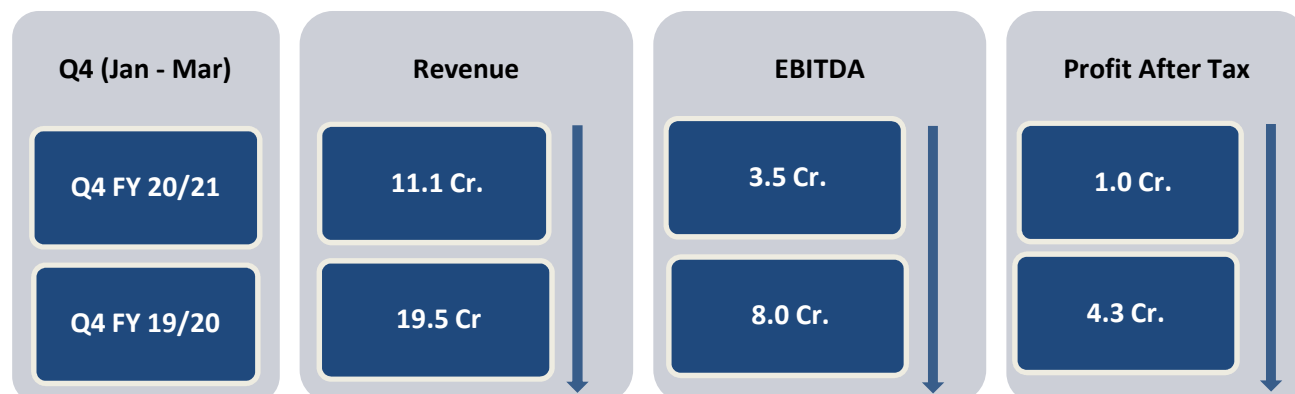 Q4 (Jan - Mar) Revenue EBITDA Profit After Tax
Q4 FY 20/21 11.1 Cr. 3.5 Cr. 1.0 Cr.
Q4 FY 19/20 19.5 Cr 8.0 Cr. 4.3 Cr.